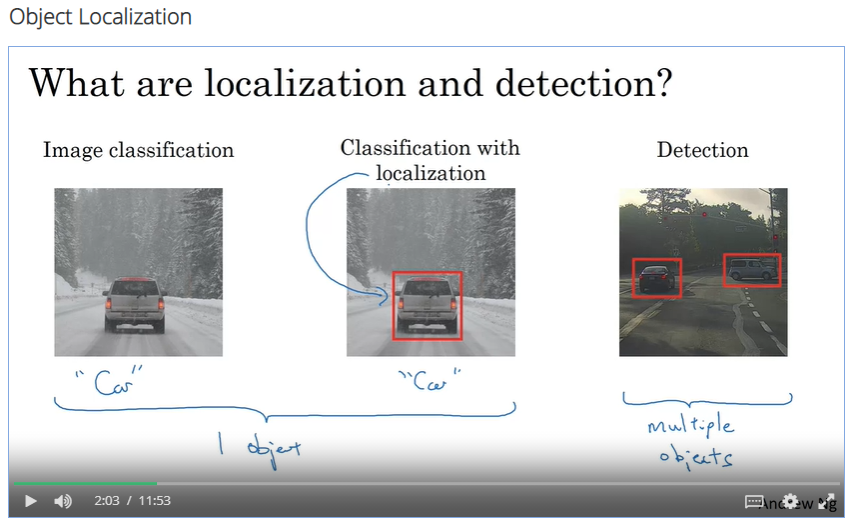 Object Localization
What are localization and detection?
Image classification
Classification with
localization
Detection
"Car"
"Car"
1 object
multiple
objects
2:03 / 11:53
Andrew Ng